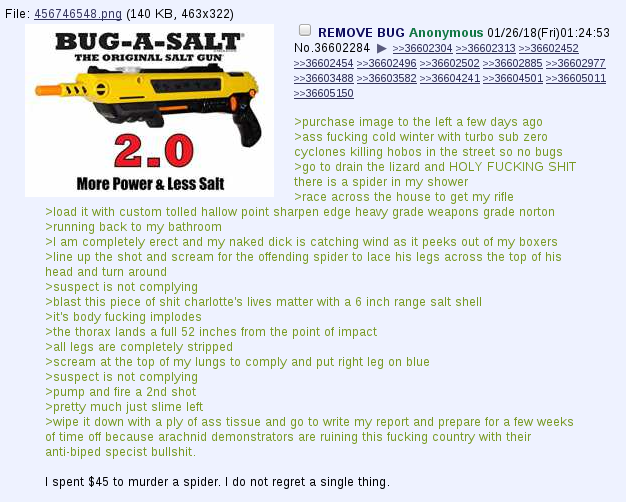 File: 456746548.png (140 KB, 463x322)
BUG-A-SALT
THE ORIGINAL SALT GUN
2.0
More Power & Less Salt
REMOVE BUG Anonymous 01/26/18(Fri)01:24:53
No.36602284 ▶ >>36602304 >>36602313 >>36602452
>>36602454 >>36602496 >>36602502 >>36602885 >>36602977
>>36603488 >>36603582 >>36604241 >>36604501 >>36605011
>>36605150
>purchase image to the left a few days ago
>ass fucking cold winter with turbo sub zero
cyclones killing hobos in the street so no bugs
>go to drain the lizard and HOLY FUCKING SHIT
there is a spider in my shower
>race across the house to get my rifle
>load it with custom tolled hallow point sharpen edge heavy grade weapons grade norton
>running back to my bathroom
>I am completely erect and my naked dick is catching wind as it peeks out of my boxers
>line up the shot and scream for the offending spider to lace his legs across the top of his
head and turn around
>suspect is not complying
>blast this piece of shit charlotte's lives matter with a 6 inch range salt shell
>it's body fucking implodes
>the thorax lands a full 52 inches from the point of impact
>all legs are completely stripped
>scream at the top of my lungs to comply and put right leg on blue
>suspect is not complying
>pump and fire a 2nd shot
>pretty much just slime left
>wipe it down with a ply of ass tissue and go to write my report and prepare for a few weeks
of time off because arachnid demonstrators are ruining this fucking country with their
anti-biped specist bullshit.
I spent $45 to murder a spider. I do not regret a single thing.